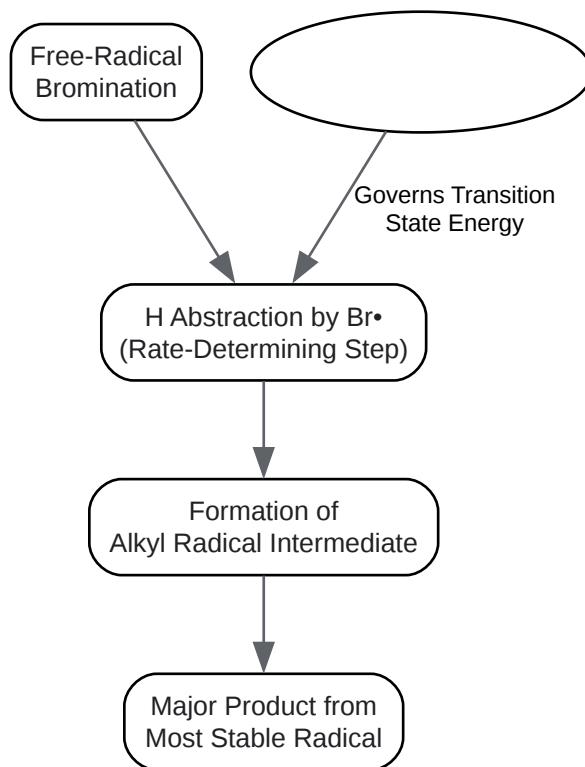 Free-Radical
Bromination
Governs Transition
State Energy
H Abstraction by Br•
(Rate-Determining Step)
Formation of
Alkyl Radical Intermediate
Major Product from
Most Stable Radical